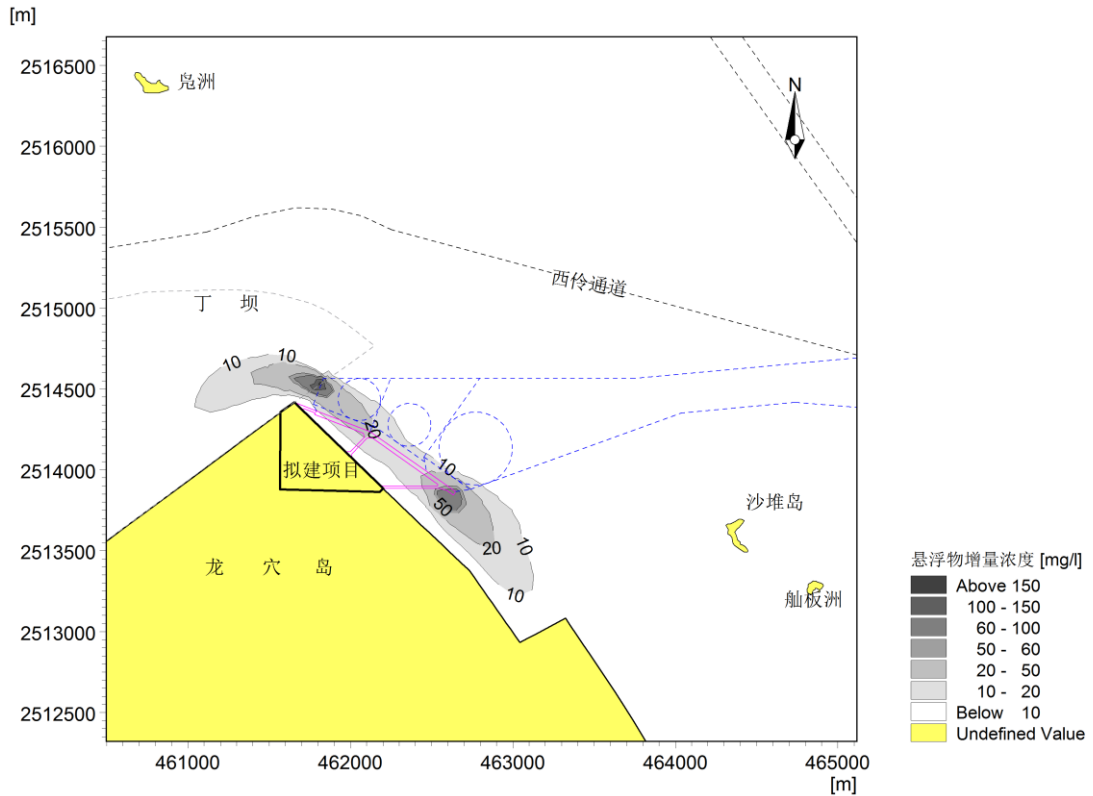 [m]
2516500
凫洲
N
2516000
2515500
西伶通道
2515000
丁 坝
10
10
2514500
20
2514000
拟建项目
10
50
沙堆岛
2513500
20
10
龙 穴 岛
10
舢板洲
2513000
2512500
461000
462000
463000
464000
465000
[m]
悬浮物增量浓度 [mg/l]
Above 150
100 - 150
60 - 100
50 - 60
20 - 50
10 - 20
Below 10
Undefined Value